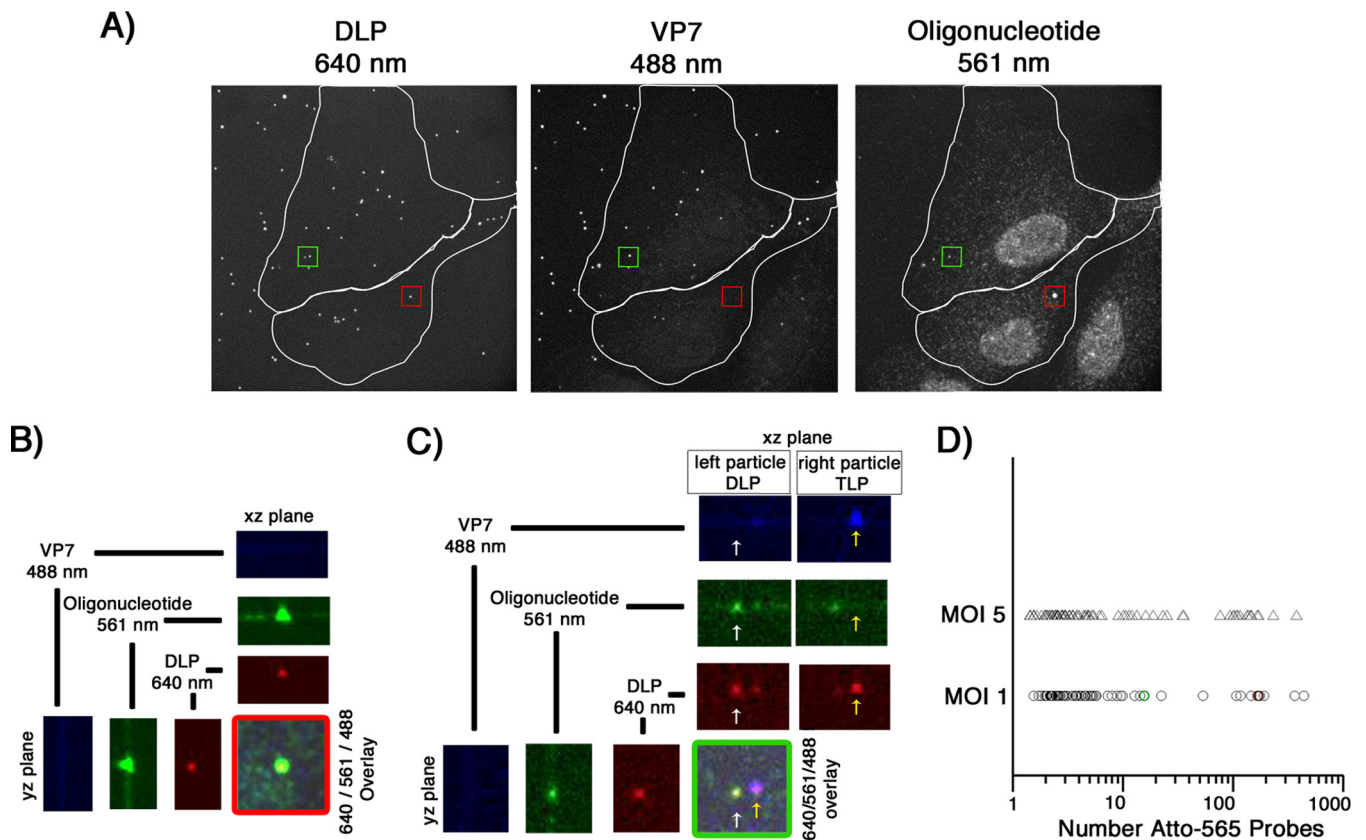 A)
DLP
640 nm
VP7
488 nm
Oligonucleotide
561 nm
B)
xz plane
VP7
488 nm
Oligonucleotide
561 nm
DLP
640 nm
yz plane
640 / 561 / 488
Overlay
C)
xz plane
left particle
DLP
right particle
TLP
VP7
488 nm
Oligonucleotide
561 nm
DLP
640 nm
yz plane
640/561/488
overlay
D)
MOI 5
MOI 1
1
10
100
1000
Number Atto-565 Probes